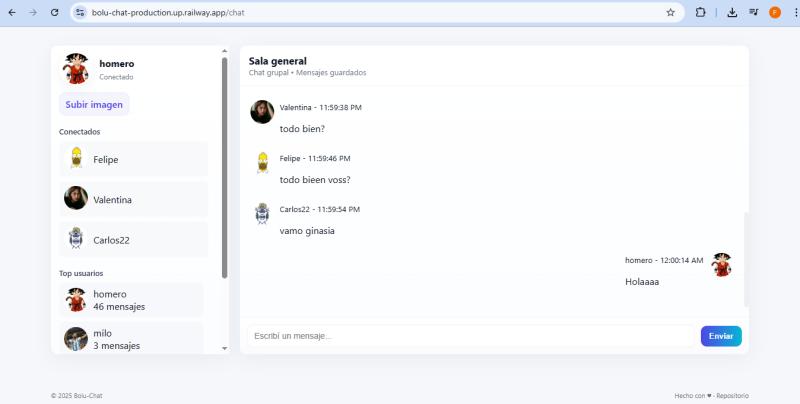 bolu-chat-production.up.railway.app/chat
F
homero
Conectado
Subir imagen
Conectados
Felipe
Valentina
Carlos22
Top usuarios
homero
46 mensajes
milo
3 mensajes
Sala general
Chat grupal • Mensajes guardados
Valentina - 11:59:38 PM
todo bien?
Felipe - 11:59:46 PM
todo bieen voss?
Carlos22 - 11:59:54 PM
vamo ginasia
homero - 12:00:14 AM
Holaaaa
Escribí un mensaje...
Enviar
© 2025 Bolu-Chat
Hecho con ♥ · Repositorio